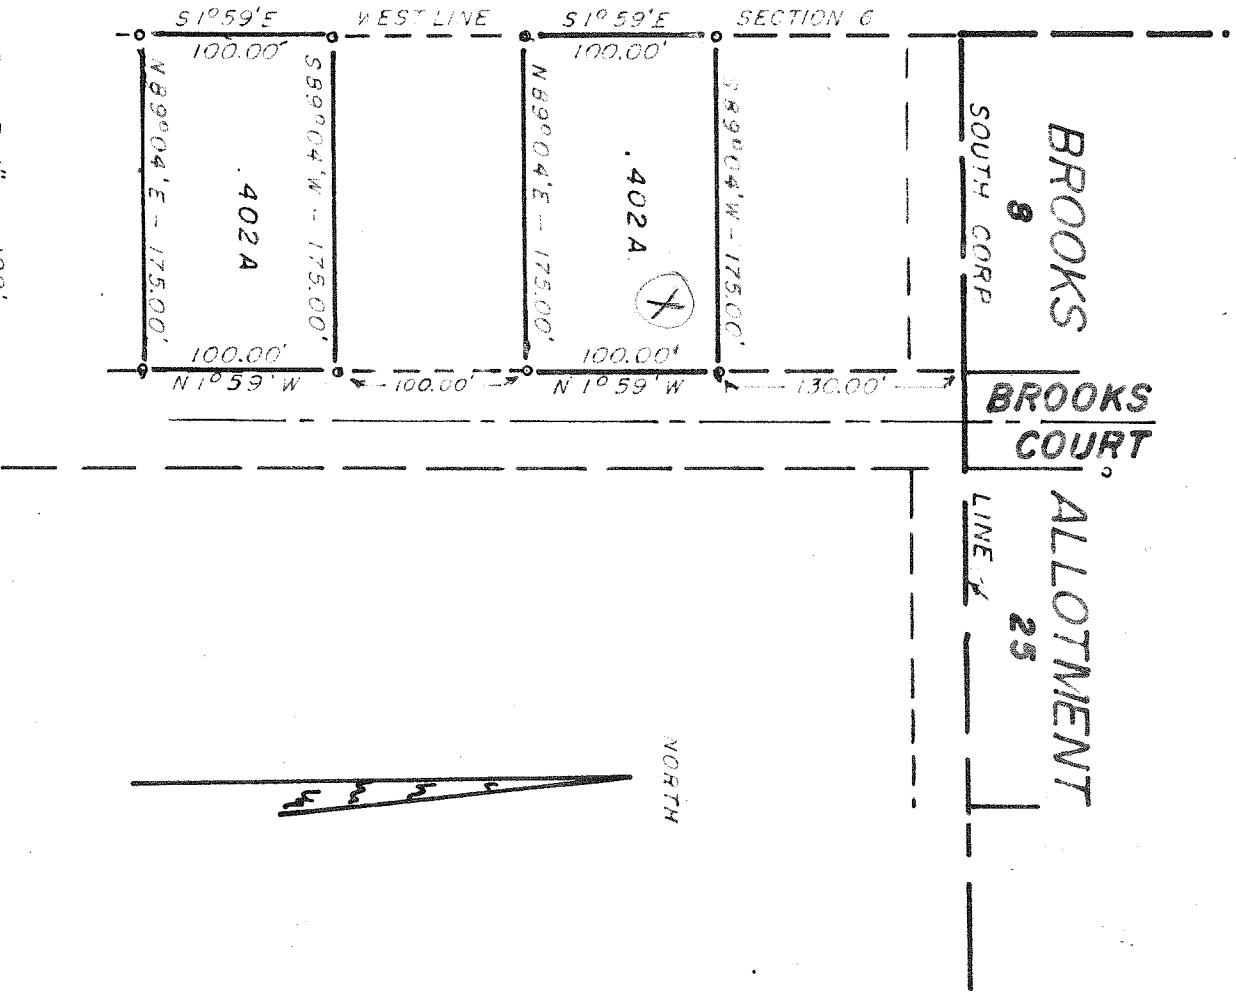 S 1° 59' E
WEST LINE
S 1° 59' E
SECTION 6
100.00'
100.00'
N 89° 04' E - 175.00'
S 89° 04' W - 175.00'
N 89° 04' E - 175.00'
S 89° 04' W - 175.00'
.402 A
.402 A.
X
SOUTH CORP
LINE
BROOKS
8
100.00'
N 1° 59' W
100.00'
100.00'
N 1° 59' W
130.00'
BROOKS
COURT
ALLOTMENT
25
NORTH